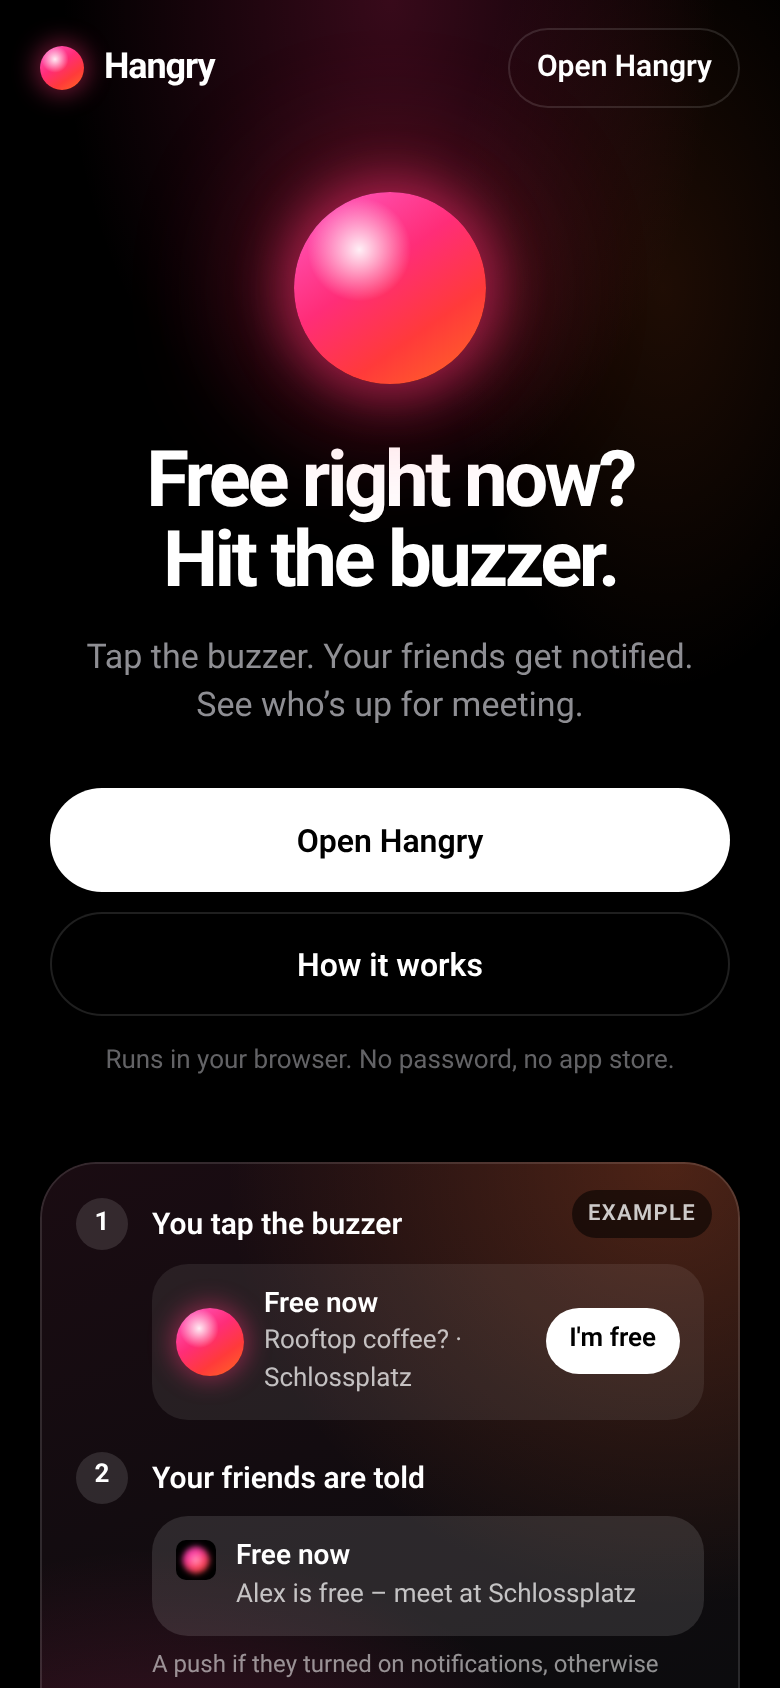 Hangry
Open Hangry
Free right now?
Hit the buzzer.
Tap the buzzer. Your friends get notified.
See who’s up for meeting.
Open Hangry
How it works
Runs in your browser. No password, no app store.
1
You tap the buzzer
EXAMPLE
Free now
Rooftop coffee? ·
Schlossplatz
I'm free
2
Your friends are told
Free now
Alex is free – meet at Schlossplatz
A push if they turned on notifications, otherwise